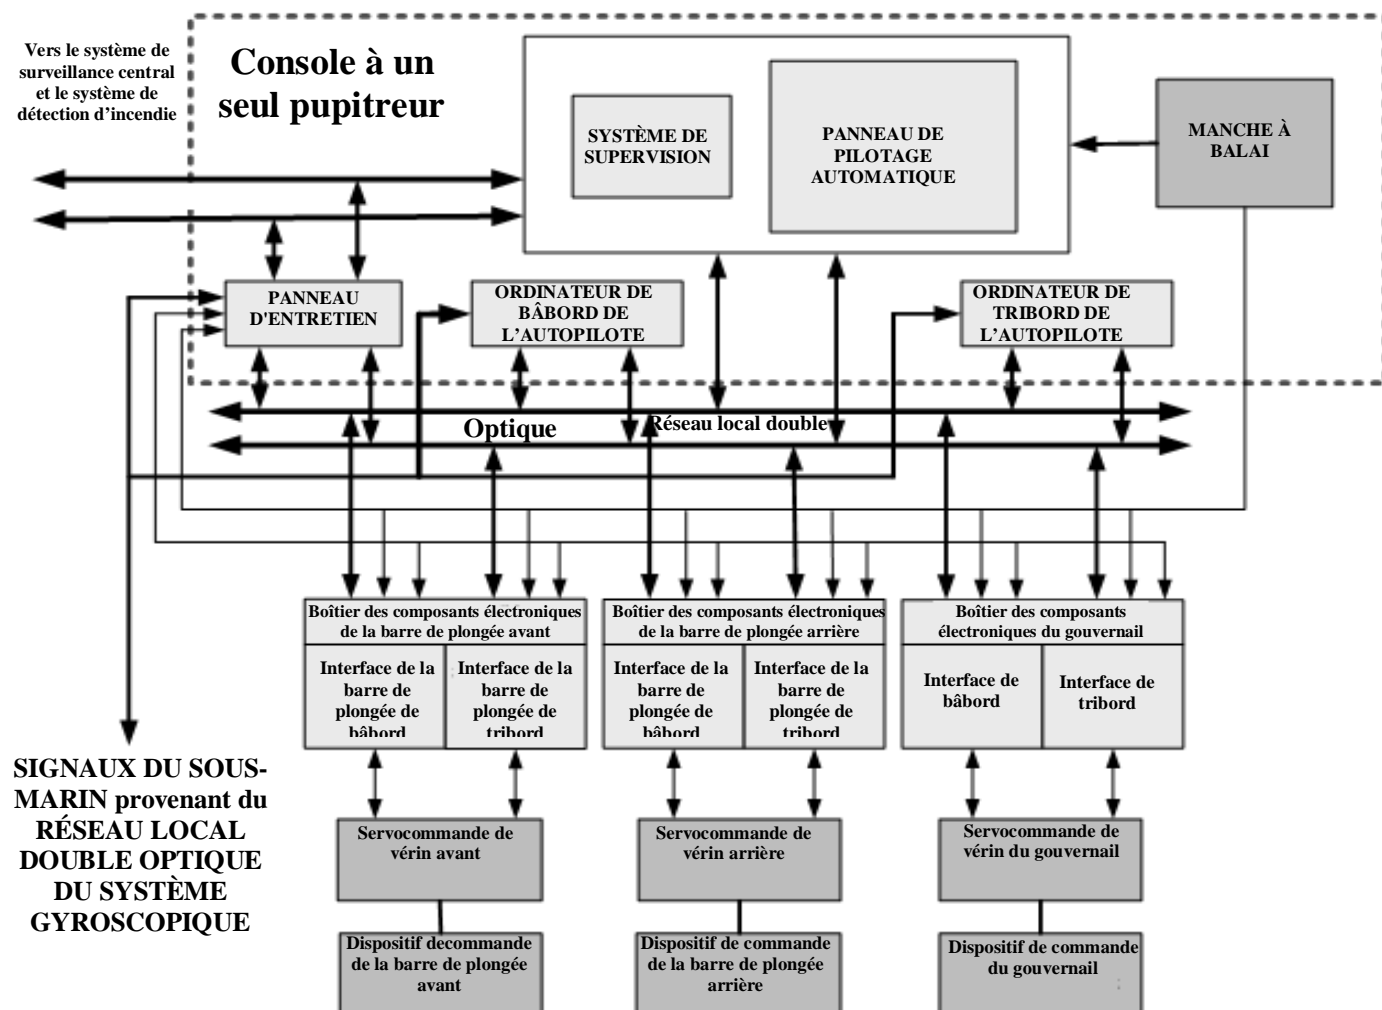 Vers le système de
surveillance central
et le système de
détection d'incendie
Console à un
seul pupitreur
SYSTÈME DE
SUPERVISION
PANNEAU DE
PILOTAGE
AUTOMATIQUE
MANCHE À
BALAI
PANNEAU
D'ENTRETIEN
ORDINATEUR DE
BÂBORD DE
L'AUTOPILOTE
ORDINATEUR DE
TRIBORD DE
L'AUTOPILOTE
Optique
Réseau local double
Boîtier des composants électroniques
de la barre de plongée avant
Interface de la
barre de
plongée de
bâbord
Interface de la
barre de
plongée de
tribord
Boîtier des composants électroniques
de la barre de plongée arrière
Interface de la
barre de
plongée de
bâbord
Interface de la
barre de
plongée de
tribord
Boîtier des composants
électroniques du gouvernail
Interface de
bâbord
Interface de
tribord
SIGNAUX DU SOUS-
MARIN provenant du
RÉSEAU LOCAL
DOUBLE OPTIQUE
DU SYSTÈME
GYROSCOPIQUE
Servocommande de
vérin avant
Servocommande de
vérin arrière
Servocommande de
vérin du gouvernail
Dispositif decommande
de la barre de plongée
avant
Dispositif de commande
de la barre de plongée
arrière
Dispositif de commande
du gouvernail